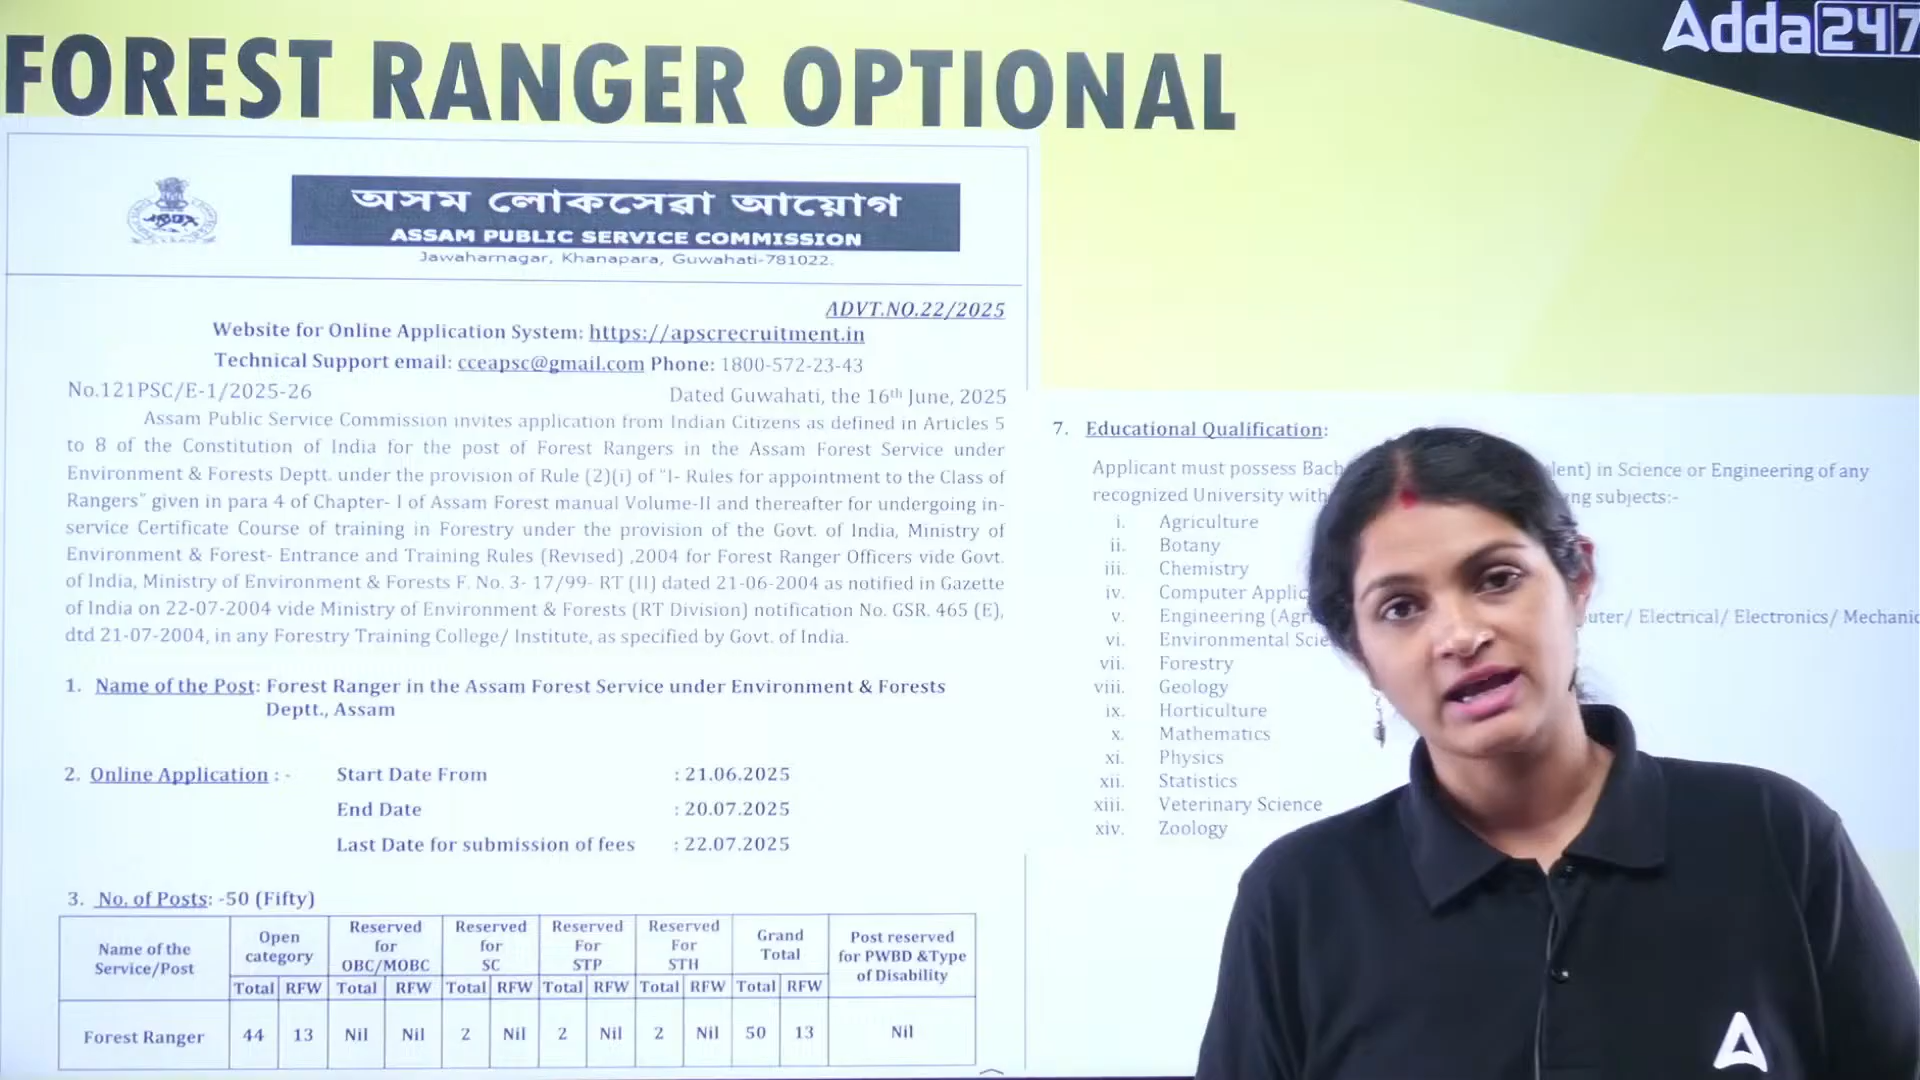 Adda247
FOREST RANGER OPTIONAL
অসম লোকসেৱা আয়োগ
ASSAM PUBLIC SERVICE COMMISSION
Jawaharnagar, Khanapara, Guwahati-781022.
ADVT.NO.22/2025
Website for Online Application System: https://apscrecruitment.in
Technical Support email: cceapsc@gmail.com Phone: 1800-572-23-43
No.121PSC/E-1/2025-26 Dated Guwahati, the 16th June, 2025
Assam Public Service Commission invites application from Indian Citizens as defined in Articles 5
to 8 of the Constitution of India for the post of Forest Rangers in the Assam Forest Service under
Environment & Forests Deptt. under the provision of Rule (2)(i) of "I- Rules for appointment to the Class of
Rangers" given in para 4 of Chapter- I of Assam Forest manual Volume-II and thereafter for undergoing in-
service Certificate Course of training in Forestry under the provision of the Govt. of India, Ministry of
Environment & Forest- Entrance and Training Rules (Revised) ,2004 for Forest Ranger Officers vide Govt.
of India, Ministry of Environment & Forests F. No. 3- 17/99- RT (II) dated 21-06-2004 as notified in Gazette
of India on 22-07-2004 vide Ministry of Environment & Forests (RT Division) notification No. GSR. 465 (E),
dtd 21-07-2004, in any Forestry Training College/ Institute, as specified by Govt. of India.
1. Name of the Post: Forest Ranger in the Assam Forest Service under Environment & Forests
Deptt., Assam
2. Online Application : - Start Date From : 21.06.2025
End Date : 20.07.2025
Last Date for submission of fees : 22.07.2025
3. No. of Posts: -50 (Fifty)
Name of the Service/Post Open category Reserved for OBC/MOBC Reserved for SC Reserved For STP Reserved For STH Grand Total Post reserved for PWBD &Type of Disability
Total RFW Total RFW Total RFW Total RFW Total RFW Total RFW
Forest Ranger 44 13 Nil Nil 2 Nil 2 Nil 2 Nil 50 13 Nil
7. Educational Qualification:
Applicant must possess in Science or Engineering of any
recognized University with subjects:-
i. Agriculture
ii. Botany
iii. Chemistry
iv. Computer
v. Engineering Electrical/ Electronics/
vi. Environmental
vii. Forestry
viii. Geology
ix. Horticulture
x. Mathematics
xi. Physics
xii. Statistics
xiii. Veterinary Science
xiv. Zoology